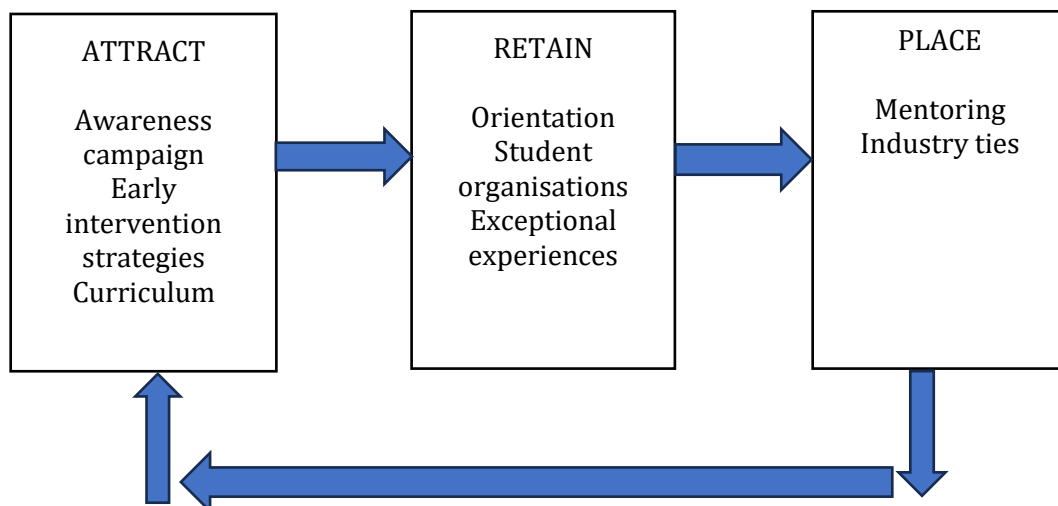 ATTRACT
Awareness
campaign
Early
intervention
strategies
Curriculum
RETAIN
Orientation
Student
organisations
Exceptional
experiences
PLACE
Mentoring
Industry ties